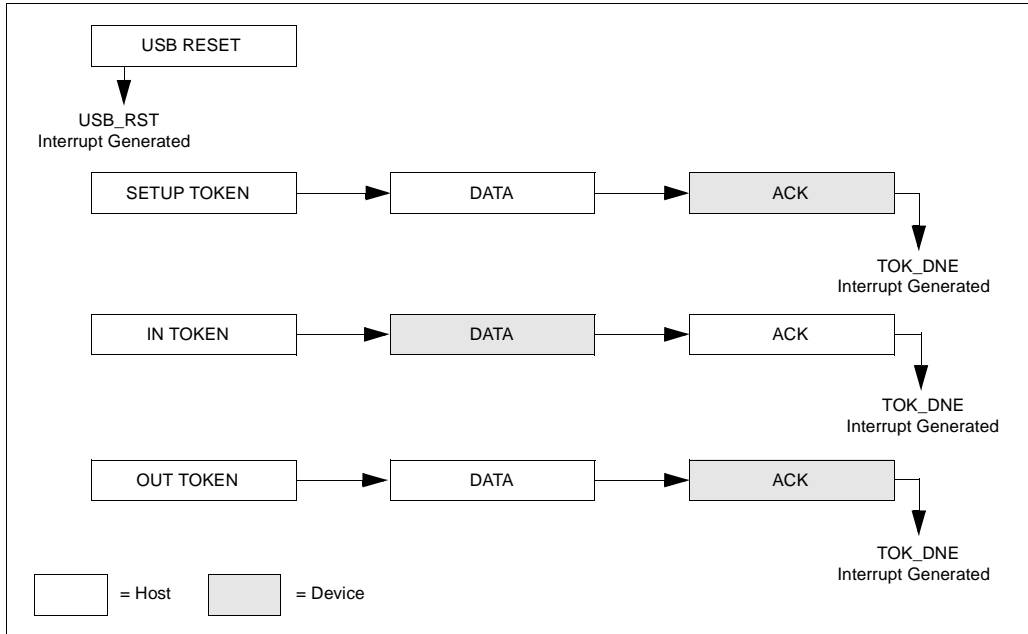 USB RESET
USB_RST
Interrupt Generated
SETUP TOKEN
DATA
ACK
TOK_DNE
Interrupt Generated
IN TOKEN
DATA
ACK
TOK_DNE
Interrupt Generated
OUT TOKEN
DATA
ACK
TOK_DNE
Interrupt Generated
= Host
= Device